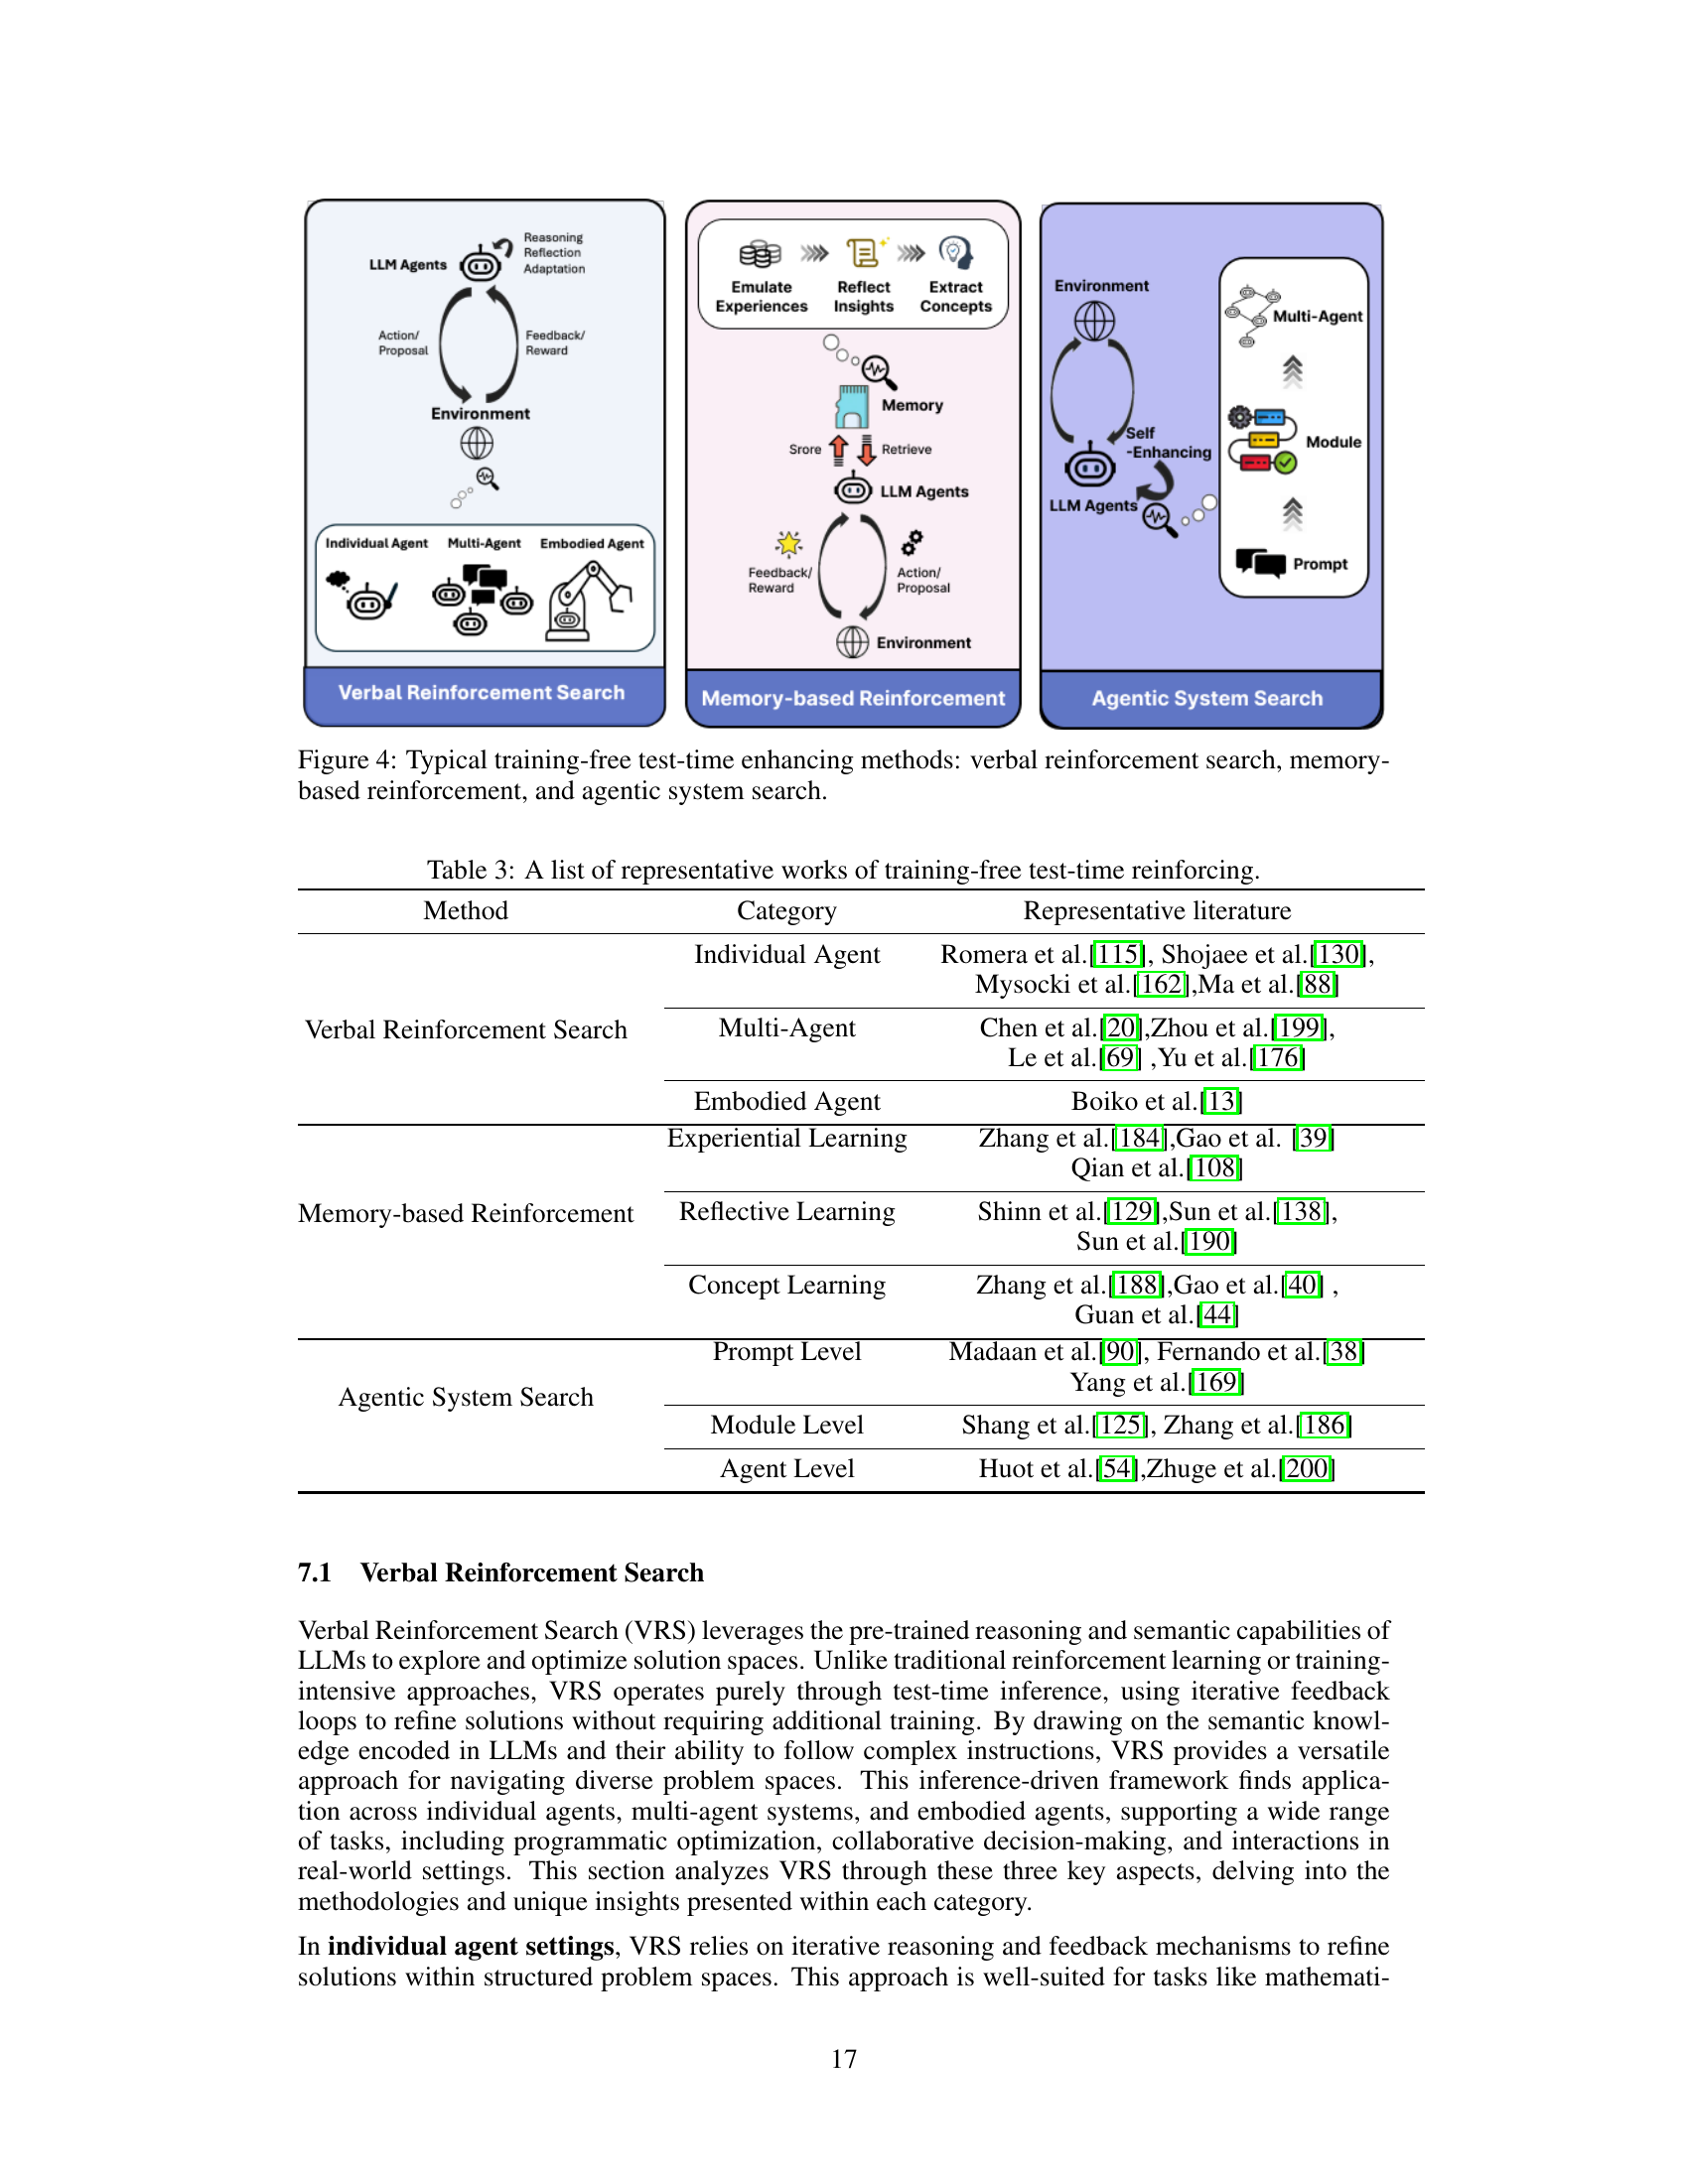 LLM Agents
Reasoning
Reflection
Adaptation
Action/
Proposal
Feedback/
Reward
Environment
Individual Agent
Multi-Agent
Embodied Agent
Verbal Reinforcement Search
Emulate
Experiences
Reflect
Insights
Extract
Concepts
Memory
Srore
Retrieve
LLM Agents
Feedback/
Reward
Action/
Proposal
Environment
Memory-based Reinforcement
Environment
Self
-Enhancing
LLM Agents
Multi-Agent
Module
Prompt
Agentic System Search
Figure 4: Typical training-free test-time enhancing methods: verbal reinforcement search, memory-
based reinforcement, and agentic system search.
Table 3: A list of representative works of training-free test-time reinforcing.
Method Category Representative literature
Verbal Reinforcement Search
Individual Agent Romera et al.[115], Shojaee et al.[130],
Mysocki et al.[162],Ma et al.[88]
Multi-Agent Chen et al.[20],Zhou et al.[199],
Le et al.[69] ,Yu et al.[176]
Embodied Agent Boiko et al.[13]
Memory-based Reinforcement
Experiential Learning Zhang et al.[184],Gao et al. [39]
Qian et al.[108]
Reflective Learning Shinn et al.[129],Sun et al.[138],
Sun et al.[190]
Concept Learning Zhang et al.[188],Gao et al.[40] ,
Guan et al.[44]
Agentic System Search
Prompt Level Madaan et al.[90], Fernando et al.[38]
Yang et al.[169]
Module Level Shang et al.[125], Zhang et al.[186]
Agent Level Huot et al.[54],Zhuge et al.[200]
7.1 Verbal Reinforcement Search
Verbal Reinforcement Search (VRS) leverages the pre-trained reasoning and semantic capabilities of
LLMs to explore and optimize solution spaces. Unlike traditional reinforcement learning or training-
intensive approaches, VRS operates purely through test-time inference, using iterative feedback
loops to refine solutions without requiring additional training. By drawing on the semantic knowl-
edge encoded in LLMs and their ability to follow complex instructions, VRS provides a versatile
approach for navigating diverse problem spaces. This inference-driven framework finds applica-
tion across individual agents, multi-agent systems, and embodied agents, supporting a wide range
of tasks, including programmatic optimization, collaborative decision-making, and interactions in
real-world settings. This section analyzes VRS through these three key aspects, delving into the
methodologies and unique insights presented within each category.
In individual agent settings, VRS relies on iterative reasoning and feedback mechanisms to refine
solutions within structured problem spaces. This approach is well-suited for tasks like mathemati-
17